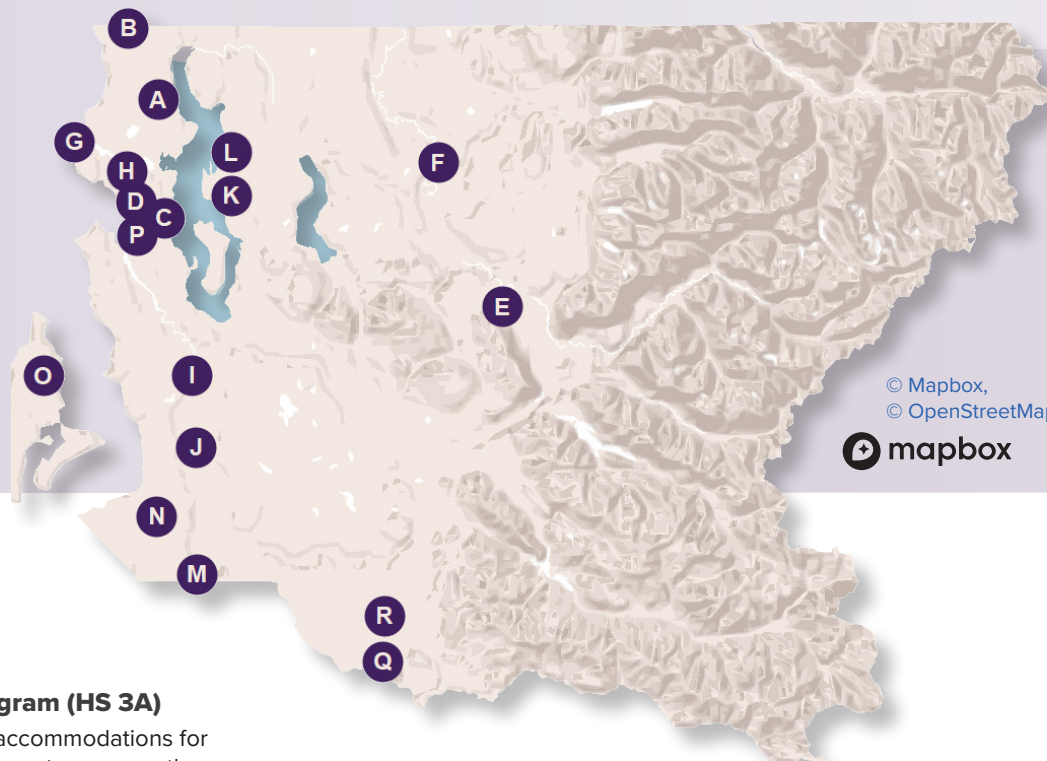 B
A
G
L
F
H
K
D
C
P
E
O
I
© Mapbox,
© OpenStreetMap
mapbox
J
N
M
R
Q
gram (HS 3A)
accommodations for